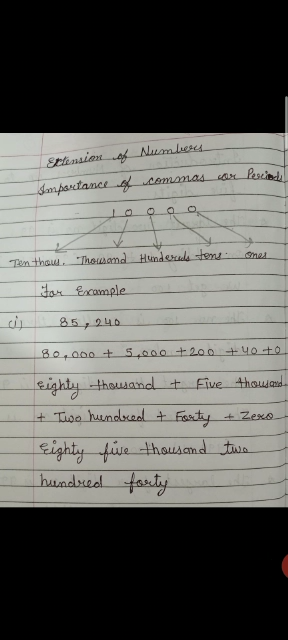 Extension of Numbers
Importance of commas or Periods
1 0 0 0 0
Ten thous. Thousand Hundereds tens. ones
For Example
(i) 85,240
80,000 + 5,000 + 200 + 40 + 0
Eighty thousand + Five thousand
+ Two hundred + Forty + Zero
Eighty five thousand two
hundred forty